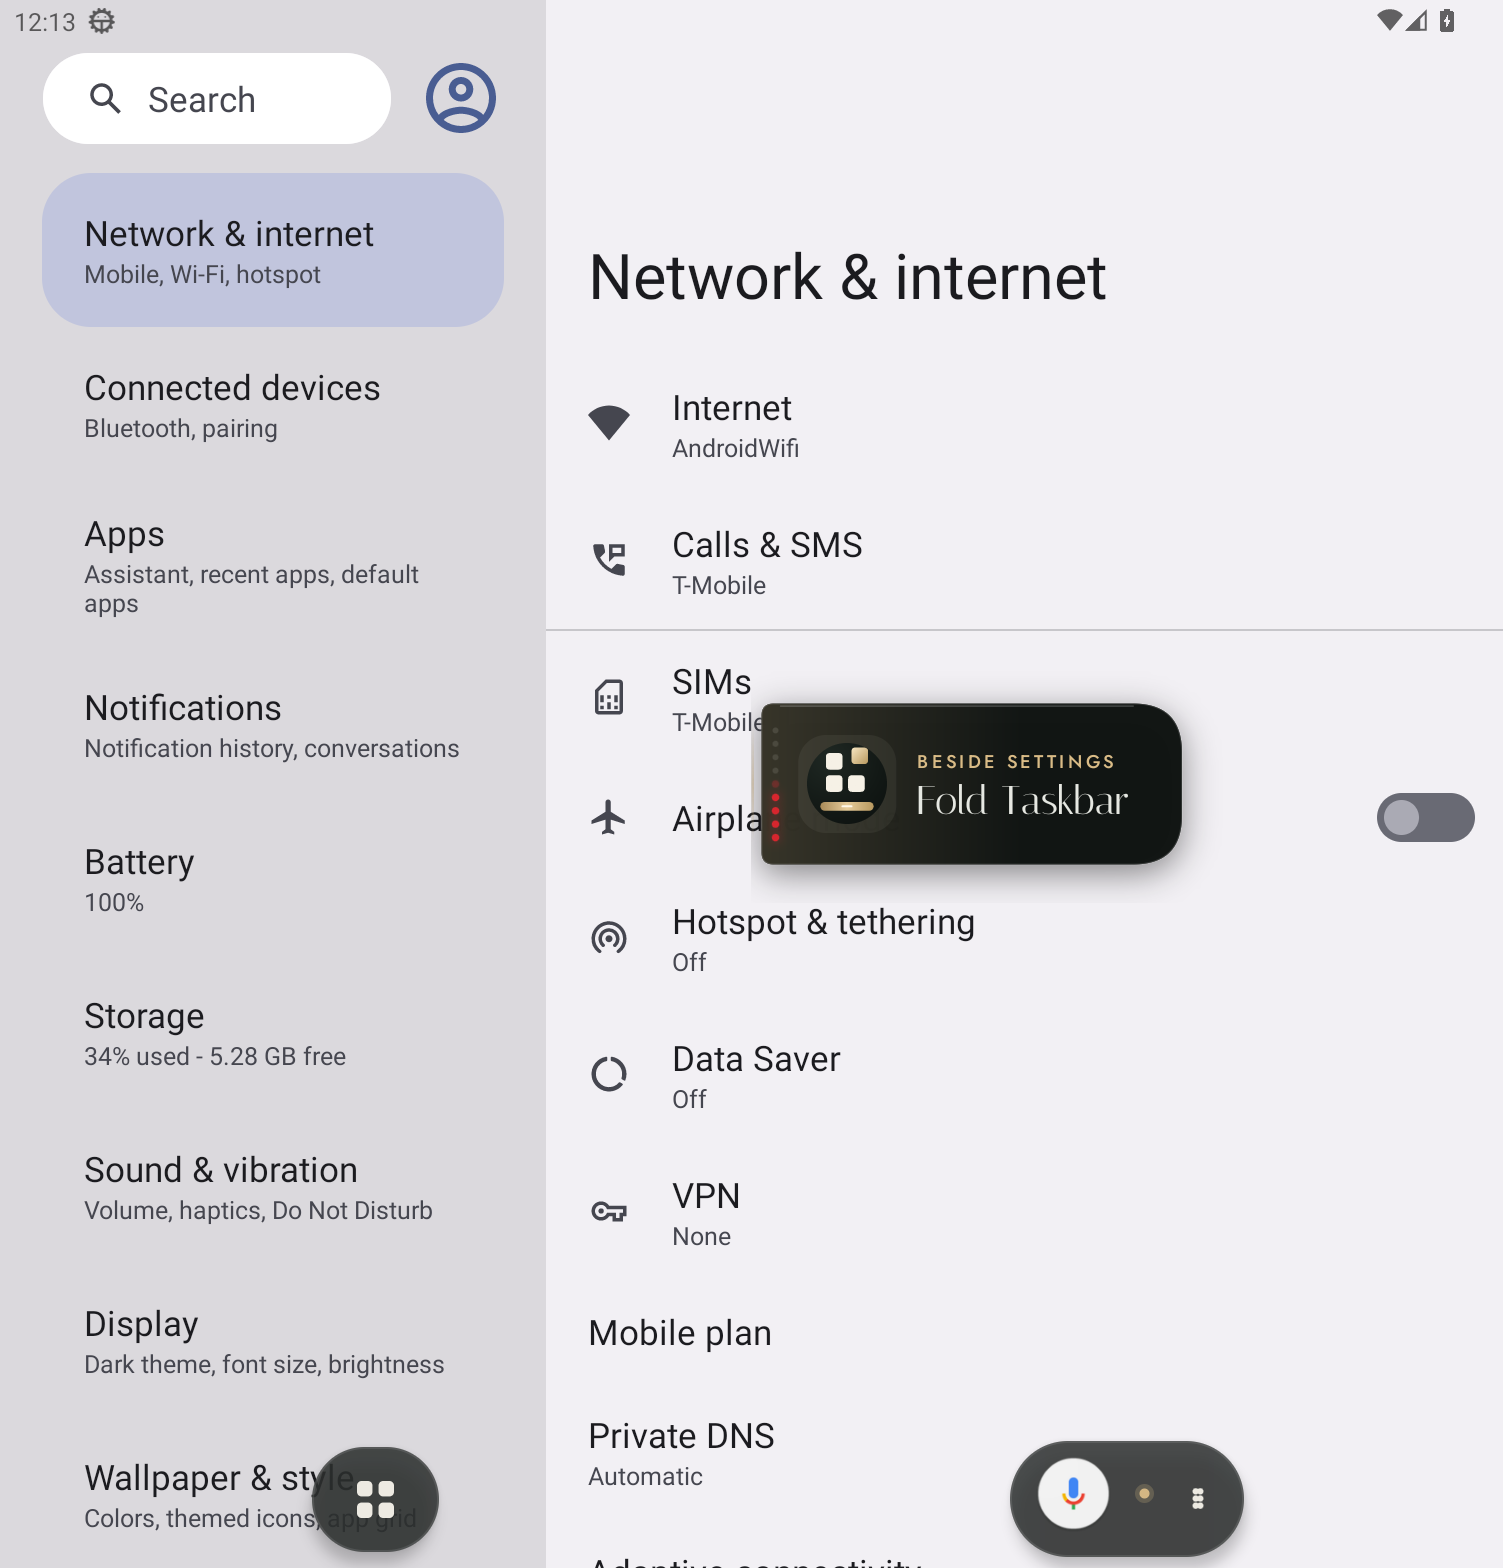 12:13
Search
Network & internet
Mobile, Wi-Fi, hotspot
Connected devices
Bluetooth, pairing
Apps
Assistant, recent apps, default
apps
Notifications
Notification history, conversations
Battery
100%
Storage
34% used - 5.28 GB free
Sound & vibration
Volume, haptics, Do Not Disturb
Display
Dark theme, font size, brightness
Wallpaper & style
Colors, themed icons, app grid
Network & internet
Internet
AndroidWifi
Calls & SMS
T-Mobile
SIMs
T-Mobile
BESIDE SETTINGS
Fold Taskbar
Hotspot & tethering
Off
Data Saver
Off
VPN
None
Mobile plan
Private DNS
Automatic